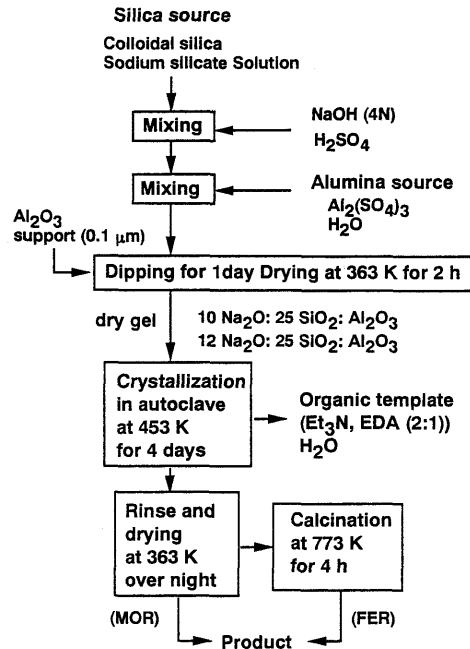 Silica source
Colloidal silica
Sodium silicate Solution
Mixing
NaOH (4N)
H2SO4
Mixing
Alumina source
Al2(SO4)3
H2O
Al2O3
support (0.1 μm)
Dipping for 1day Drying at 363 K for 2 h
dry gel
10 Na2O: 25 SiO2: Al2O3
12 Na2O: 25 SiO2: Al2O3
Crystallization
in autoclave
at 453 K
for 4 days
Organic template
(Et3N, EDA (2:1))
H2O
Rinse and
drying
at 363 K
over night
Calcination
at 773 K
for 4 h
(MOR)
(FER)
Product